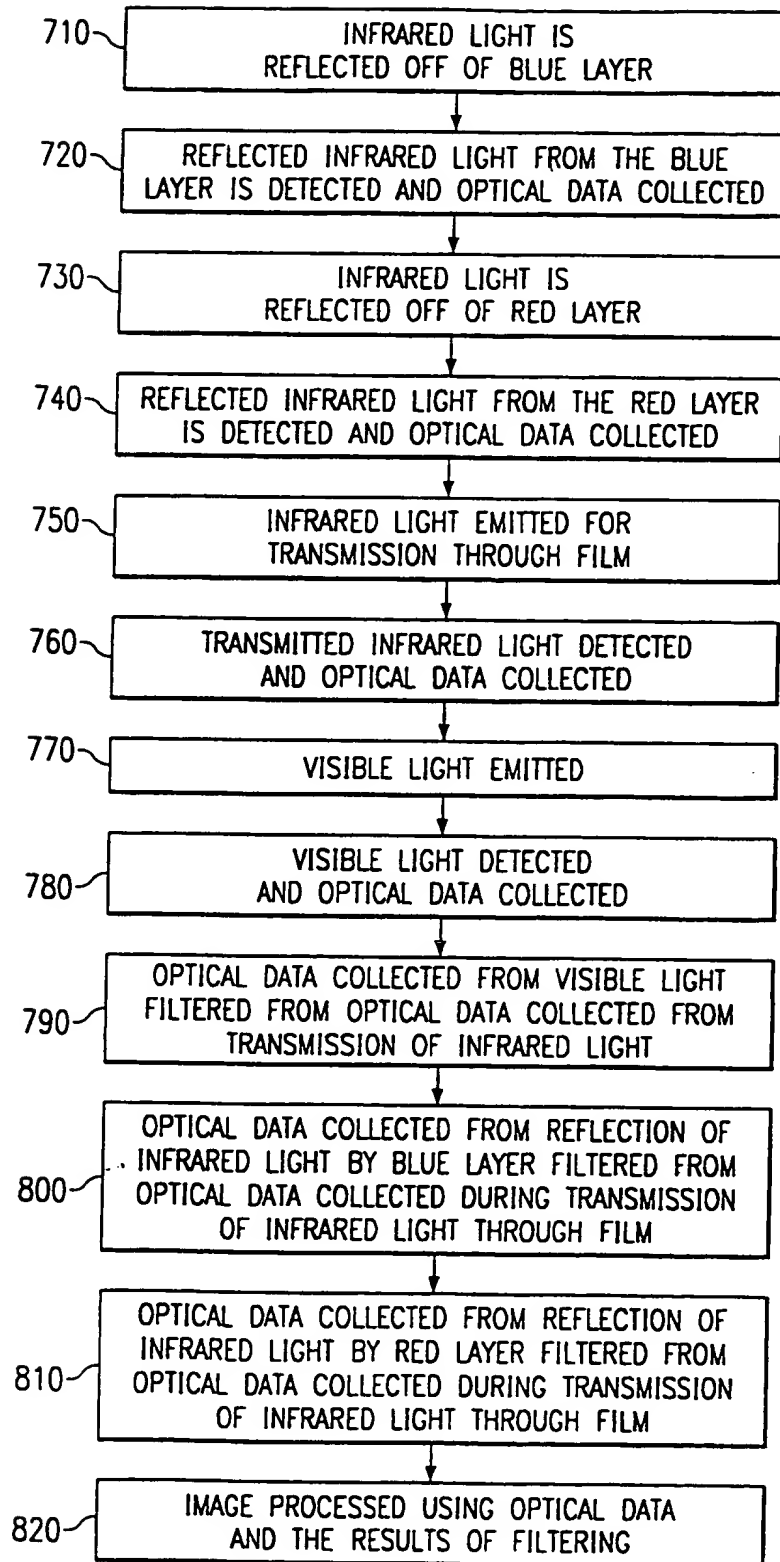 710
INFRARED LIGHT IS
REFLECTED OFF OF BLUE LAYER
720
REFLECTED INFRARED LIGHT FROM THE BLUE
LAYER IS DETECTED AND OPTICAL DATA COLLECTED
730
INFRARED LIGHT IS
REFLECTED OFF OF RED LAYER
740
REFLECTED INFRARED LIGHT FROM THE RED LAYER
IS DETECTED AND OPTICAL DATA COLLECTED
750
INFRARED LIGHT EMITTED FOR
TRANSMISSION THROUGH FILM
760
TRANSMITTED INFRARED LIGHT DETECTED
AND OPTICAL DATA COLLECTED
770
VISIBLE LIGHT EMITTED
780
VISIBLE LIGHT DETECTED
AND OPTICAL DATA COLLECTED
790
OPTICAL DATA COLLECTED FROM VISIBLE LIGHT
FILTERED FROM OPTICAL DATA COLLECTED FROM
TRANSMISSION OF INFRARED LIGHT
800
OPTICAL DATA COLLECTED FROM REFLECTION OF
INFRARED LIGHT BY BLUE LAYER FILTERED FROM
OPTICAL DATA COLLECTED DURING TRANSMISSION
OF INFRARED LIGHT THROUGH FILM
810
OPTICAL DATA COLLECTED FROM REFLECTION OF
INFRARED LIGHT BY RED LAYER FILTERED FROM
OPTICAL DATA COLLECTED DURING TRANSMISSION
OF INFRARED LIGHT THROUGH FILM
820
IMAGE PROCESSED USING OPTICAL DATA
AND THE RESULTS OF FILTERING